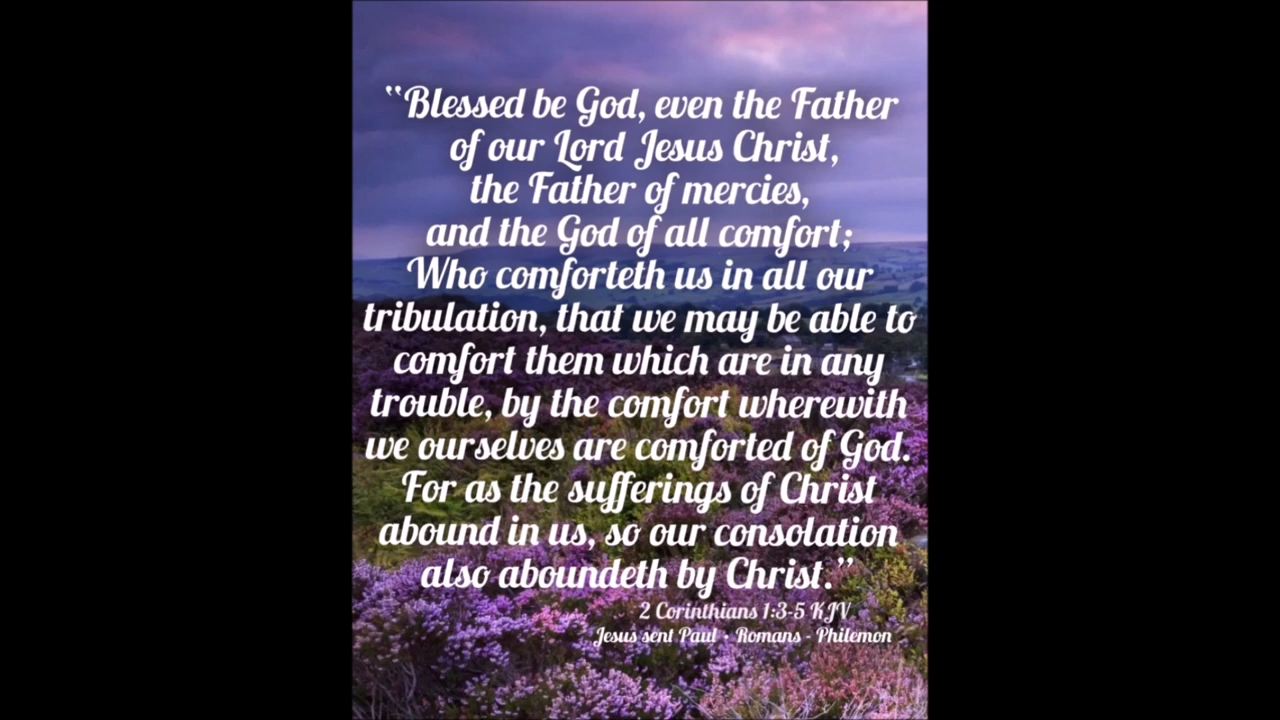 “Blessed be God, even the Father
of our Lord Jesus Christ,
the Father of mercies,
and the God of all comfort;
Who comforteth us in all our
tribulation, that we may be able to
comfort them which are in any
trouble, by the comfort wherewith
we ourselves are comforted of God.
For as the sufferings of Christ
abound in us, so our consolation
also aboundeth by Christ.”
2 Corinthians 1:3-5 KJV
Jesus sent Paul • Romans - Philemon